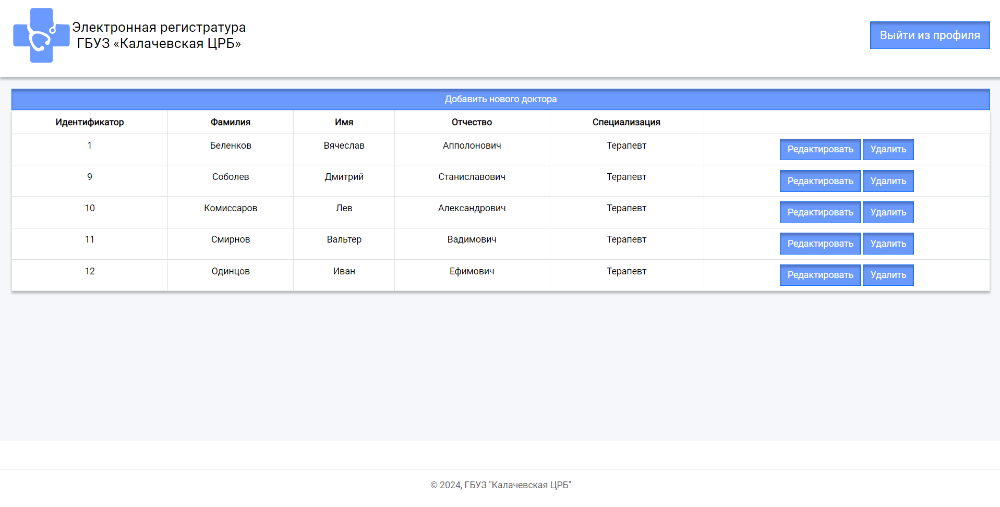 Электронная регистратура
ГБУЗ «Калачевская ЦРБ»
Выйти из профиля
Добавить нового доктора
Идентификатор Фамилия Имя Отчество Специализация
1 Беленков Вячеслав Апполонович Терапевт Редактировать Удалить
9 Соболев Дмитрий Станиславович Терапевт Редактировать Удалить
10 Комиссаров Лев Александрович Терапевт Редактировать Удалить
11 Смирнов Вальтер Вадимович Терапевт Редактировать Удалить
12 Одинцов Иван Ефимович Терапевт Редактировать Удалить
© 2024, ГБУЗ "Калачевская ЦРБ"